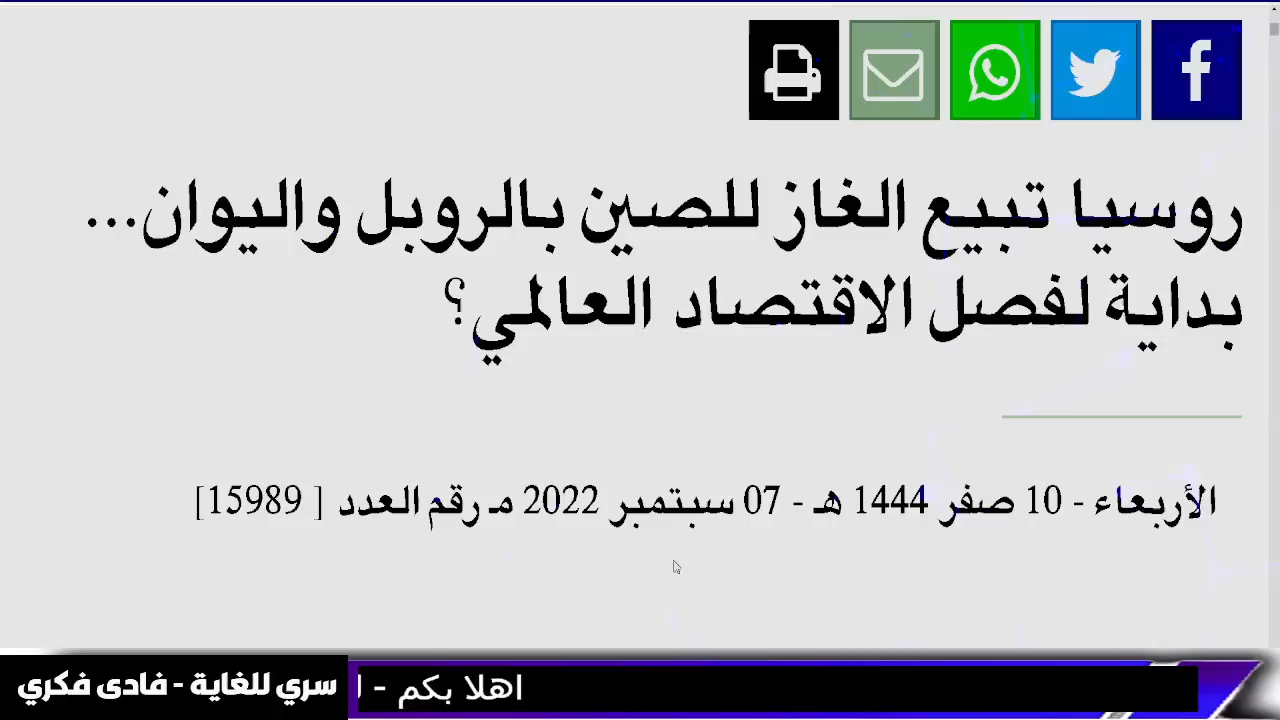 روسيا تبيع الغاز للصين بالروبل واليوان...
بداية لفصل الاقتصاد العالمي؟
الأربعاء - 10 صفر 1444 هـ - 07 سبتمبر 2022 مـ رقم العدد [ 15989]
اهلا بكم -
سري للغاية - فادى فكري